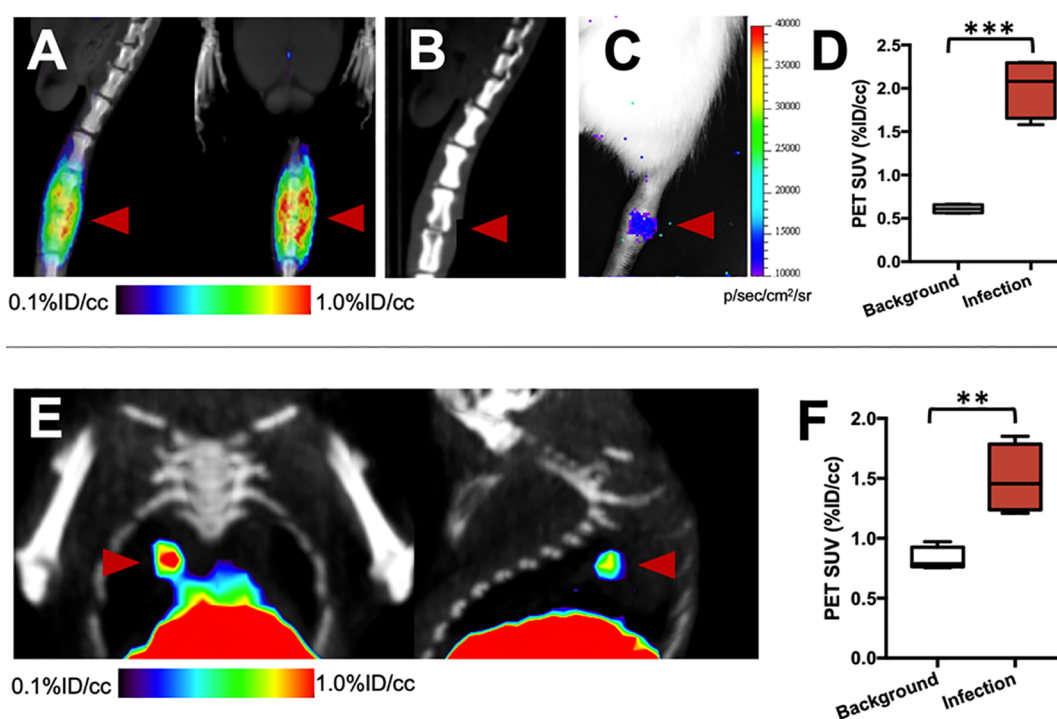 A
B
C
40000
35000
30000
25000
20000
15000
10000
p/sec/cm²/sr
0.1%ID/cc
1.0%ID/cc
D
***
PET SUV (%ID/cc)
2.5
2.0
1.5
1.0
0.5
0.0
Background
Infection
E
0.1%ID/cc
1.0%ID/cc
F
**
PET SUV (%ID/cc)
2.0
1.5
1.0
0.5
0.0
Background
Infection